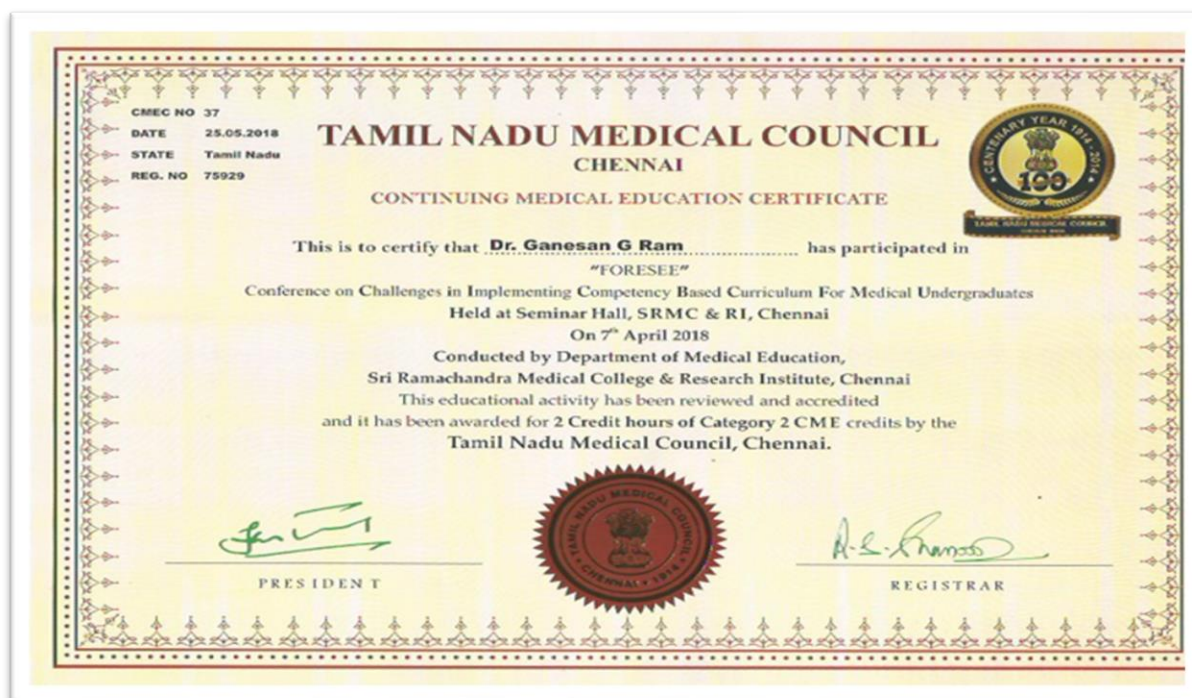 CMEC NO 37
DATE 25.05.2018
STATE Tamil Nadu
REG. NO 75929
TAMIL NADU MEDICAL COUNCIL
CHENNAI
CONTINUING MEDICAL EDUCATION CERTIFICATE
CENTENARY YEAR 1914 - 2014
100
TAMIL NADU MEDICAL COUNCIL
This is to certify that Dr. Ganesan G Ram has participated in
"FORESEE"
Conference on Challenges in Implementing Competency Based Curriculum For Medical Undergraduates
Held at Seminar Hall, SRMC & RI, Chennai
On 7th April 2018
Conducted by Department of Medical Education,
Sri Ramachandra Medical College & Research Institute, Chennai
This educational activity has been reviewed and accredited
and it has been awarded for 2 Credit hours of Category 2 CME credits by the
Tamil Nadu Medical Council, Chennai.
TAMIL NADU MEDICAL COUNCIL
CHENNAI 1914
PRESIDENT
REGISTRAR